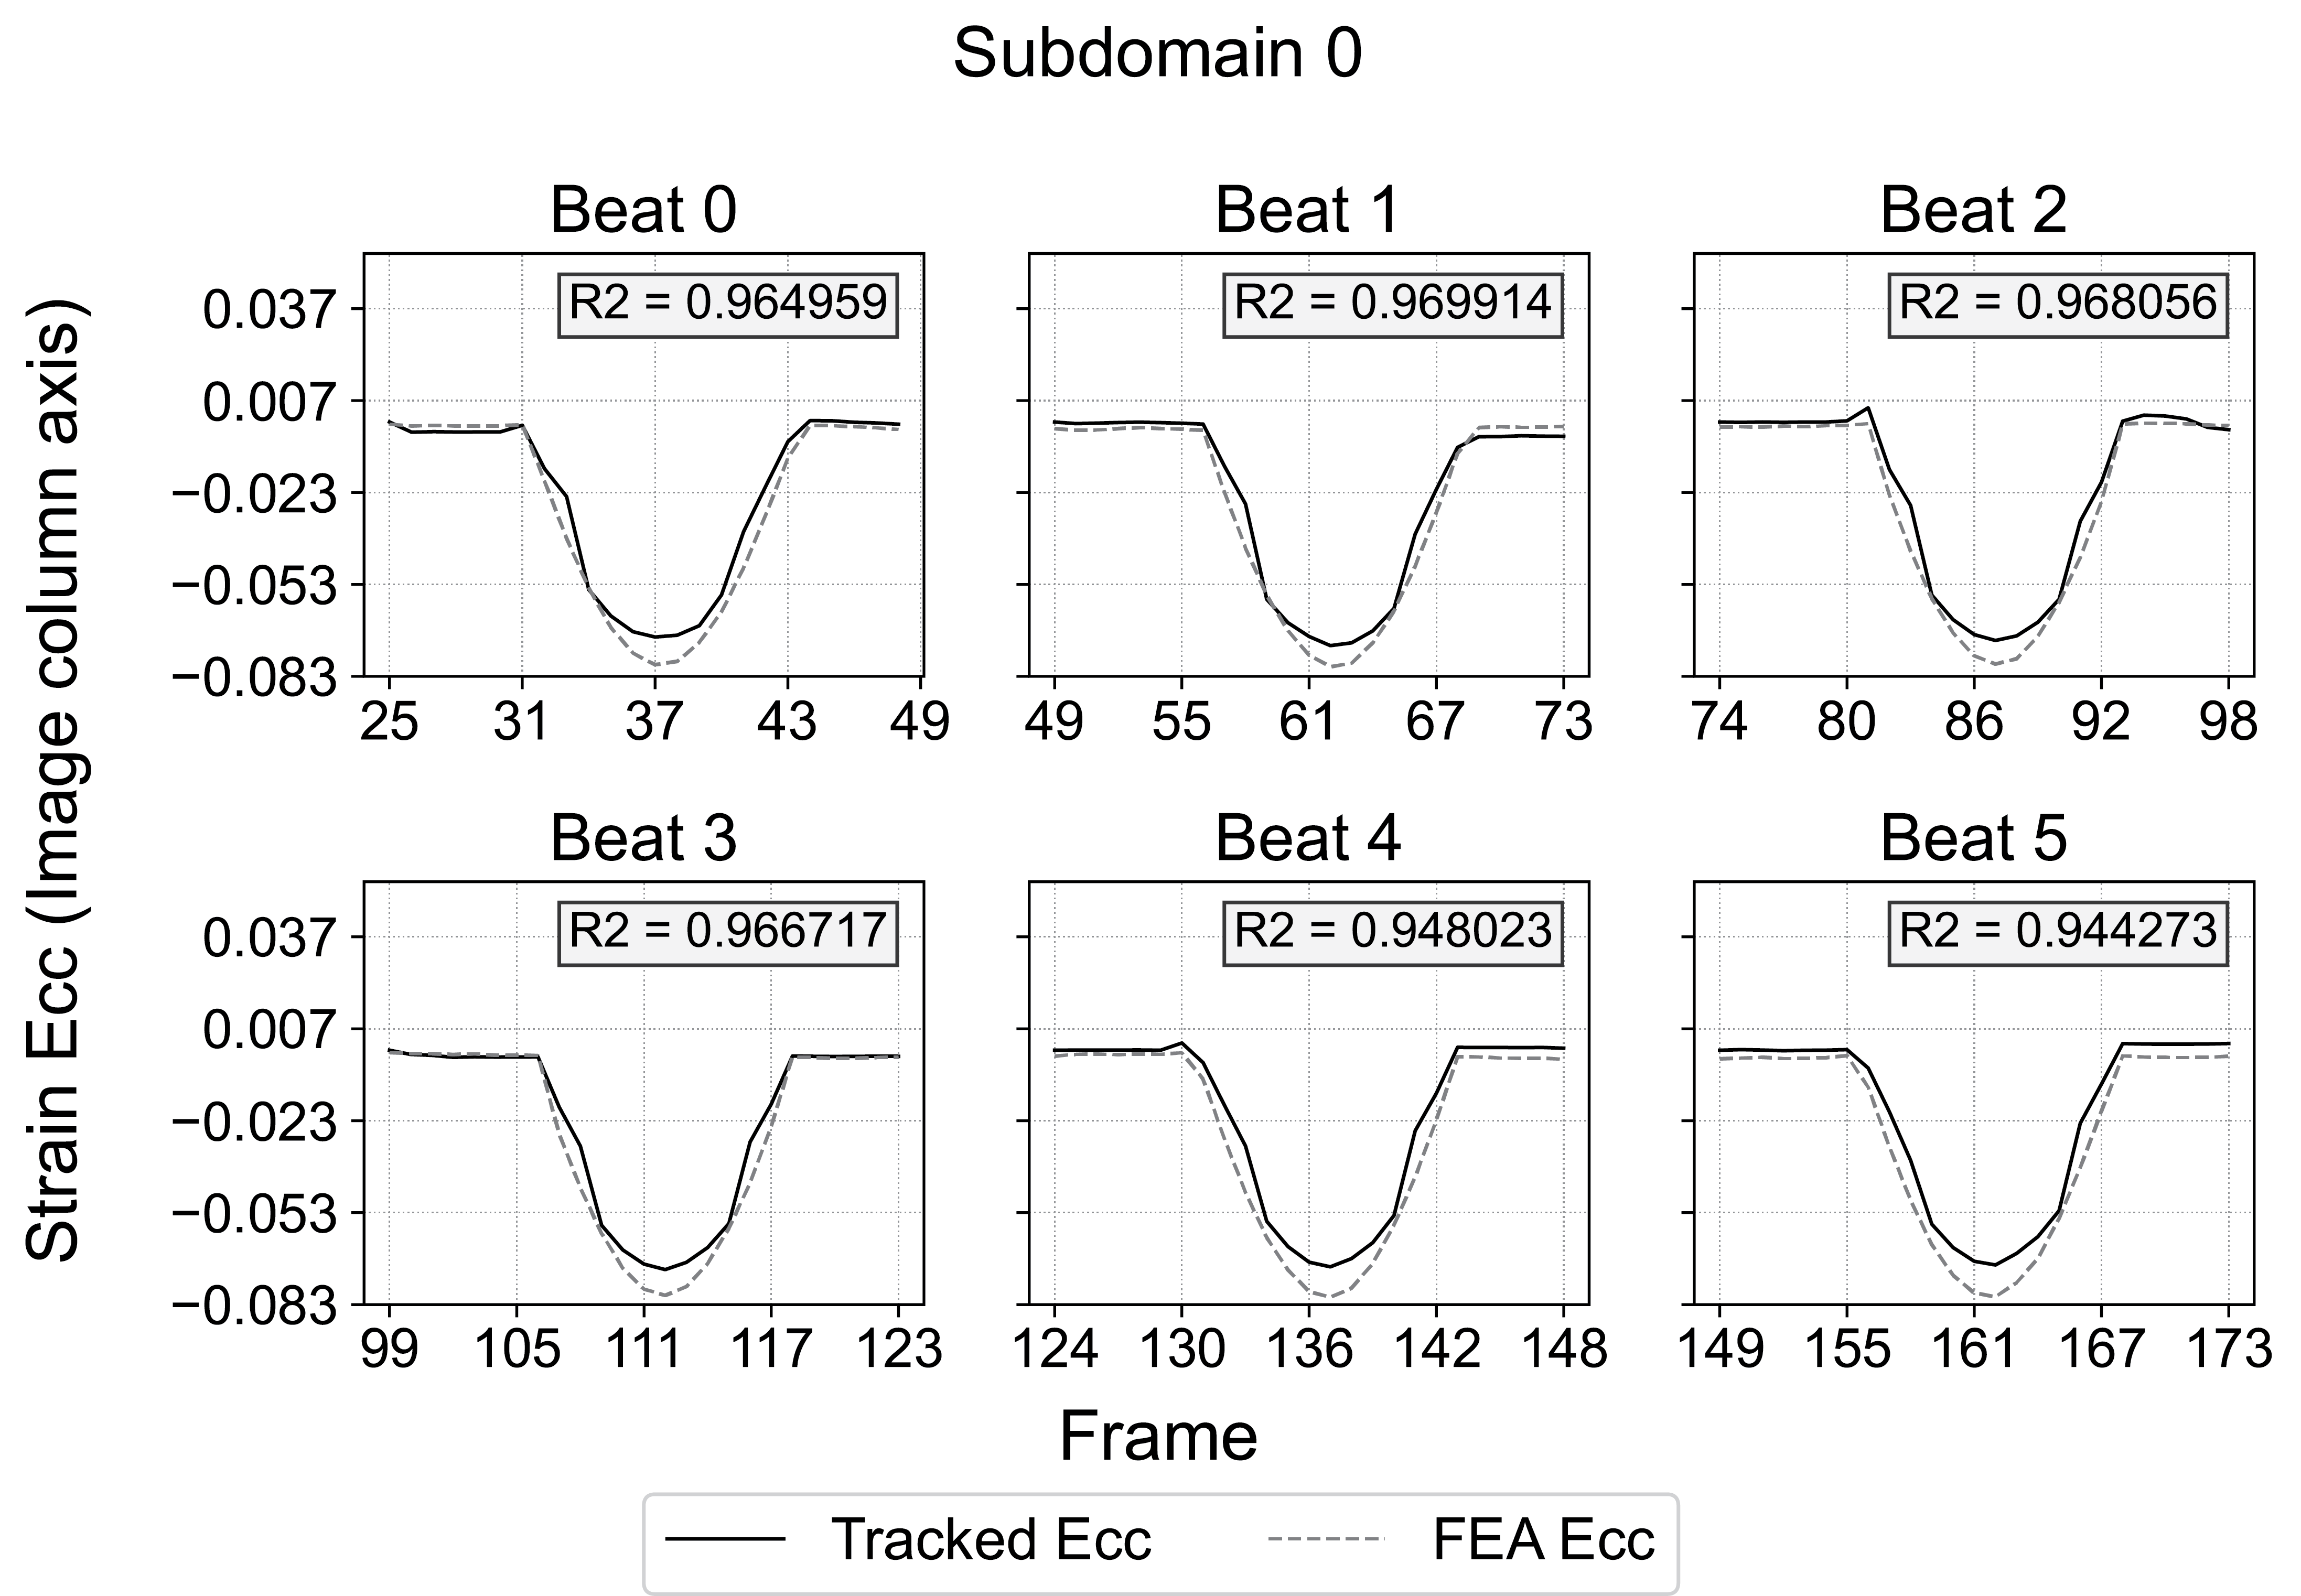 Subdomain 0
Strain Ecc (Image column axis)
Beat 0
R2 = 0.964959
0.037
0.007
−0.023
−0.053
−0.083
25 31 37 43 49
Beat 1
R2 = 0.969914
49 55 61 67 73
Beat 2
R2 = 0.968056
74 80 86 92 98
Beat 3
R2 = 0.966717
0.037
0.007
−0.023
−0.053
−0.083
99 105 111 117 123
Beat 4
R2 = 0.948023
124 130 136 142 148
Beat 5
R2 = 0.944273
149 155 161 167 173
Frame
Tracked Ecc FEA Ecc